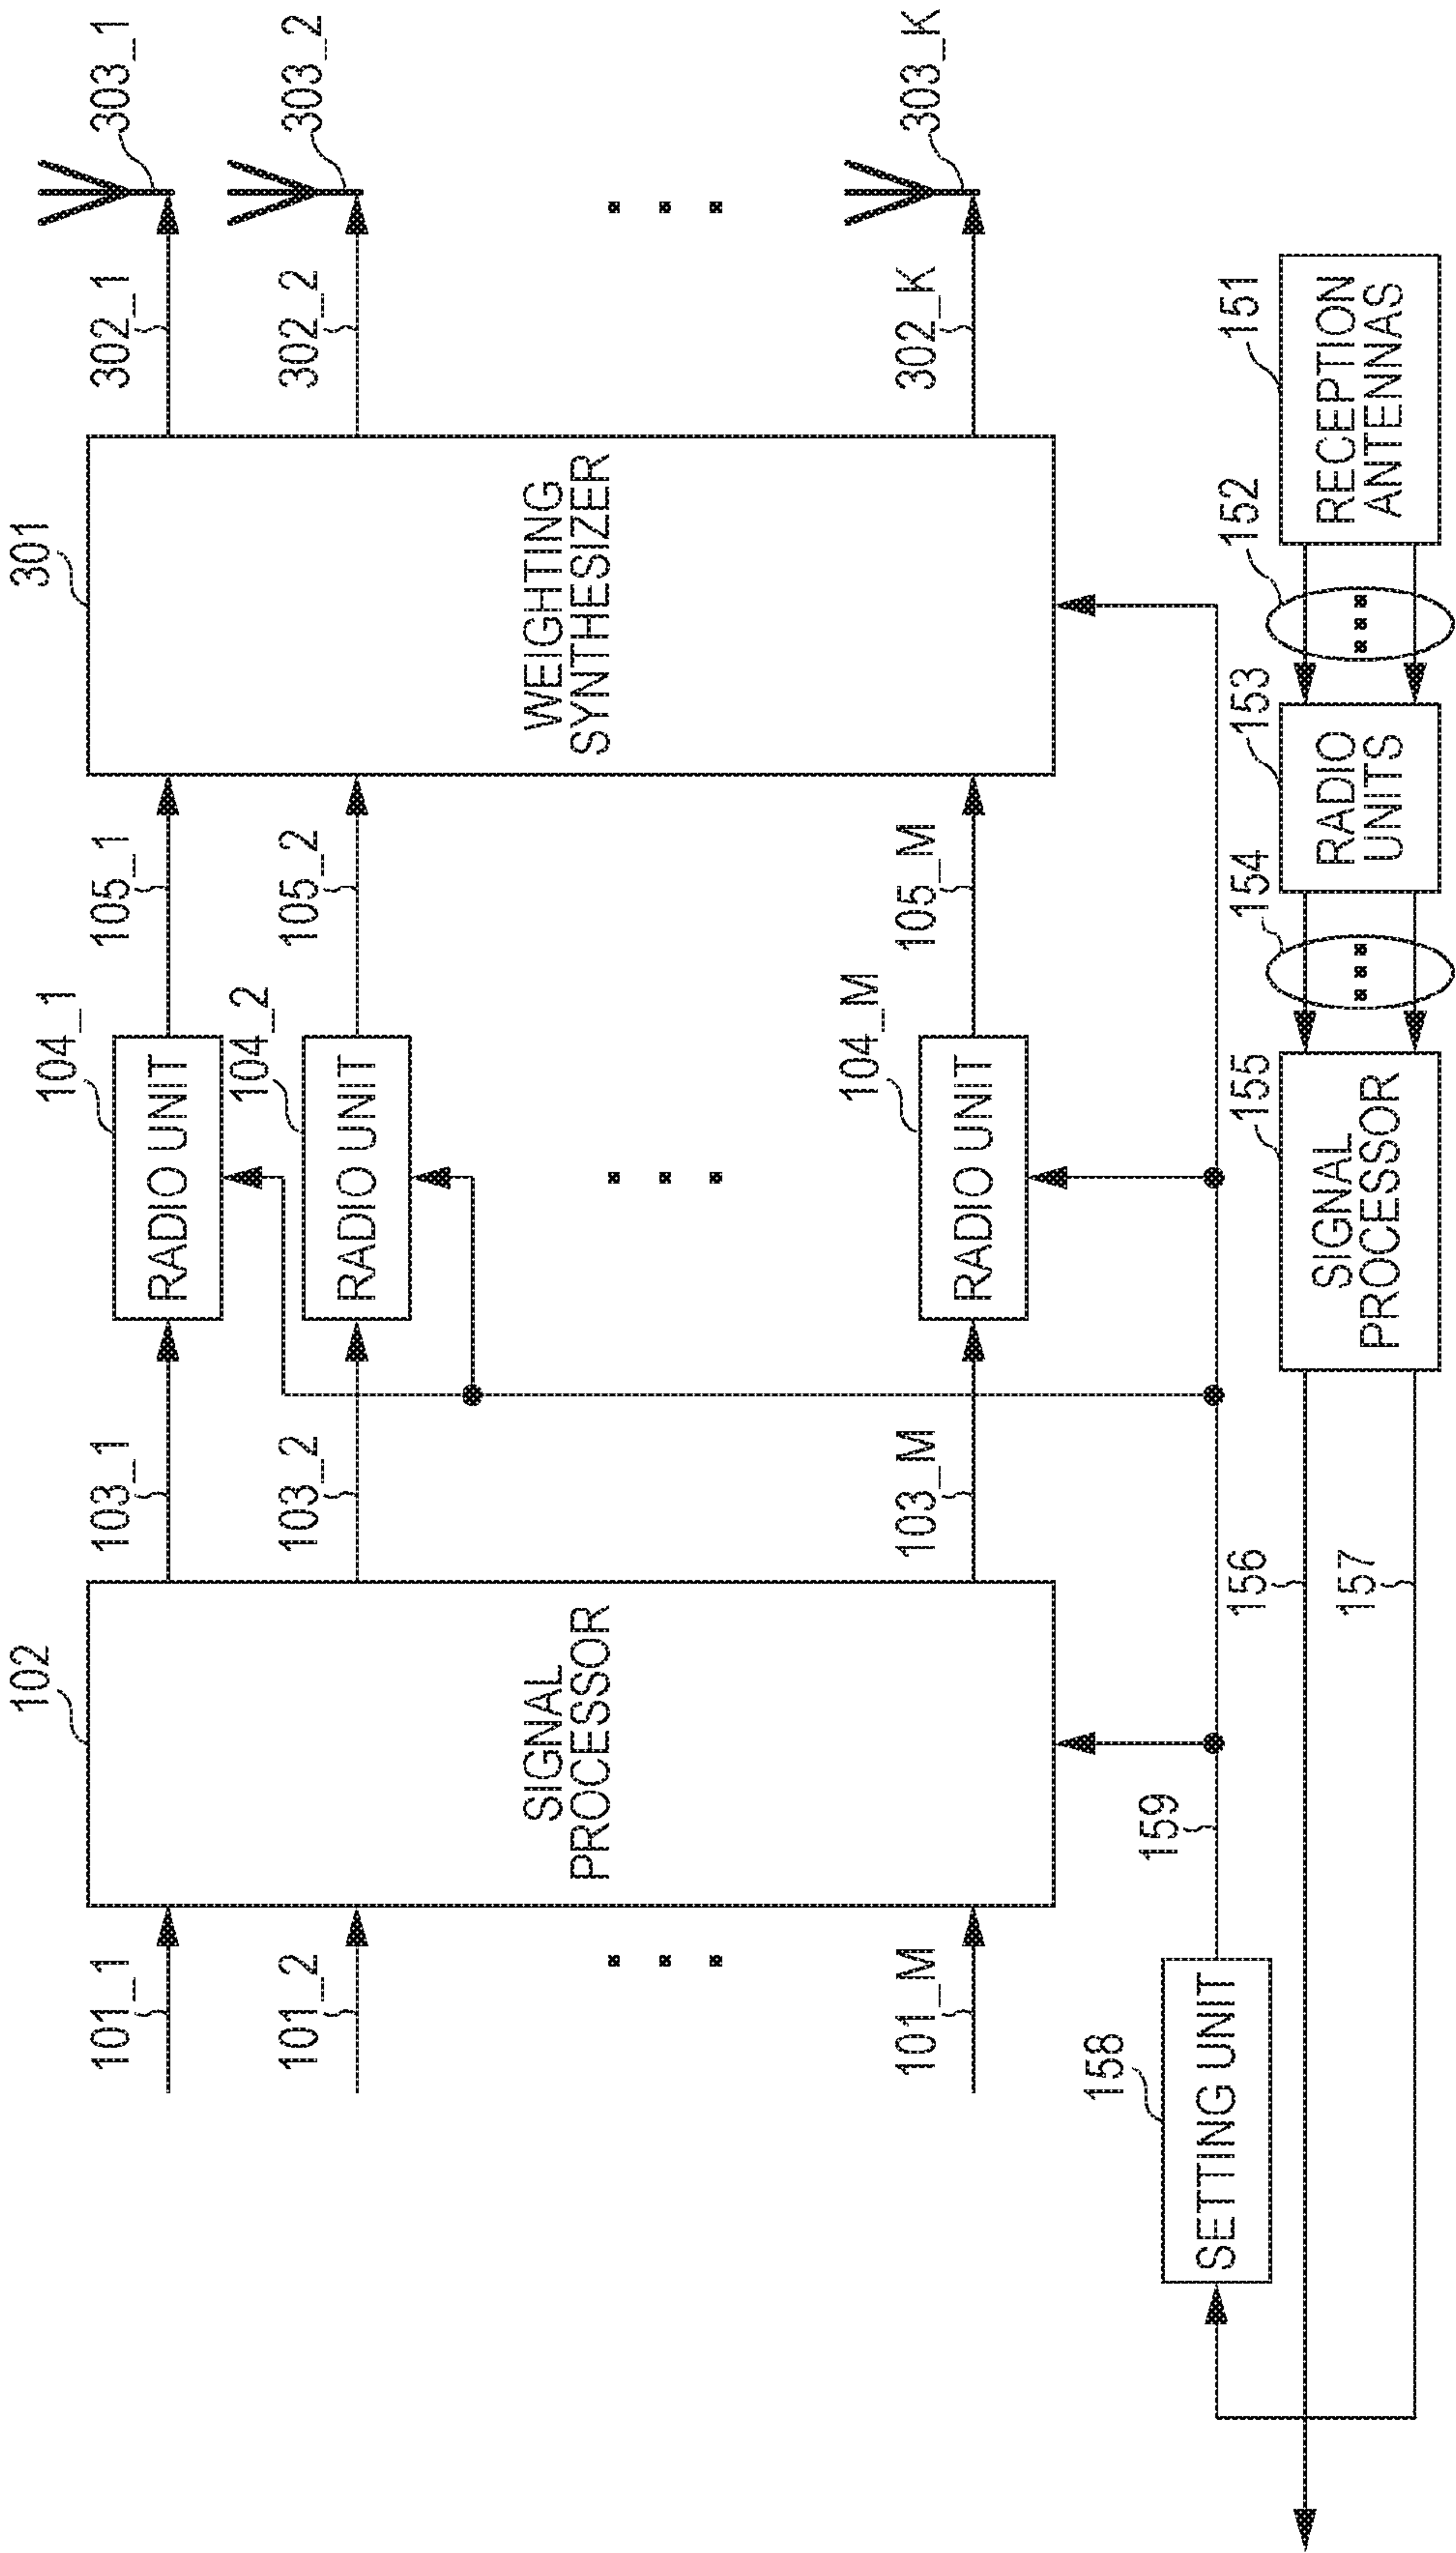 301
303_1
302_1
303_2
302_2
303_K
302_K
WEIGHTING
SYNTHESIZER
105_1
105_2
105_M
104_1
RADIO UNIT
104_2
RADIO UNIT
104_M
RADIO UNIT
103_1
103_2
103_M
102
SIGNAL
PROCESSOR
101_1
101_2
101_M
158
SETTING UNIT
159
151
RECEPTION
ANTENNAS
152
153
RADIO
UNITS
154
155
SIGNAL
PROCESSOR
156
157